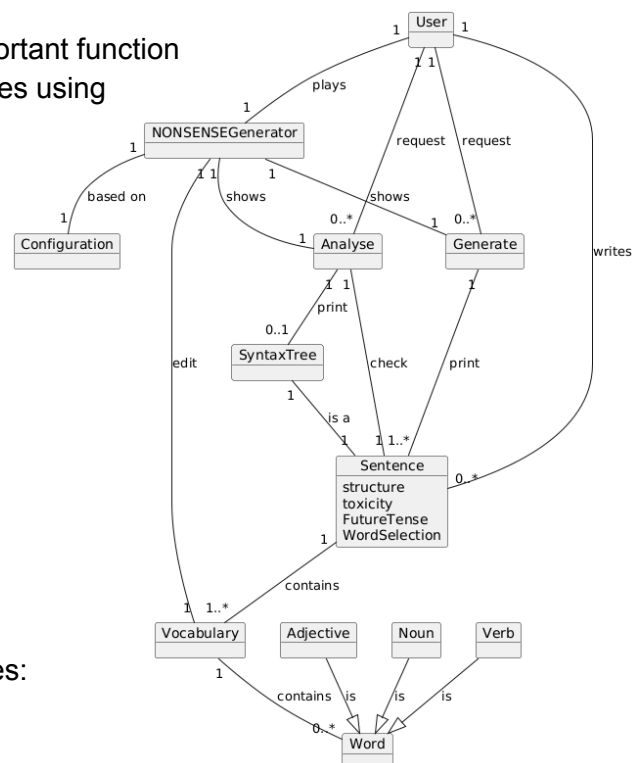 User
ortant function
es using
1
1
plays
1
1 1
NONSENSEGenerator
request
request
1
1 1
shows
1
shows
based on
0..*
1
0..*
1
1
Configuration
Analyse
Generate
writes
1 1
1
print
0..1
SyntaxTree
edit
check
print
1
is a
1
1 1..*
Sentence
0..*
structure
toxicity
FutureTense
WordSelection
1
contains
1
1..*
Vocabulary
Adjective
Noun
Verb
es:
1
contains
is
is
is
0..*
Word